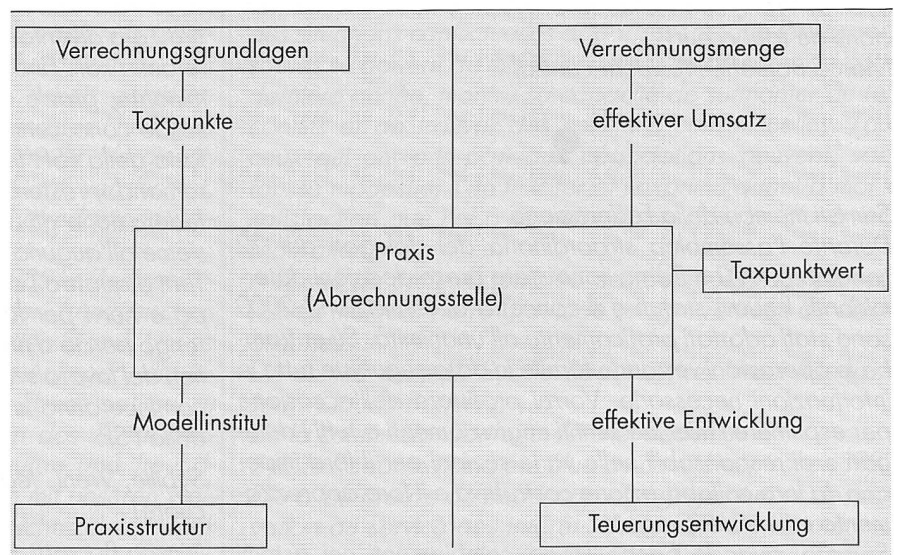 Verrechnungsgrundlagen
Verrechnungsmenge
Taxpunkte
effektiver Umsatz
Praxis
(Abrechnungsstelle)
Taxpunktwert
Modellinstitut
effektive Entwicklung
Praxisstruktur
Teuerungsentwicklung